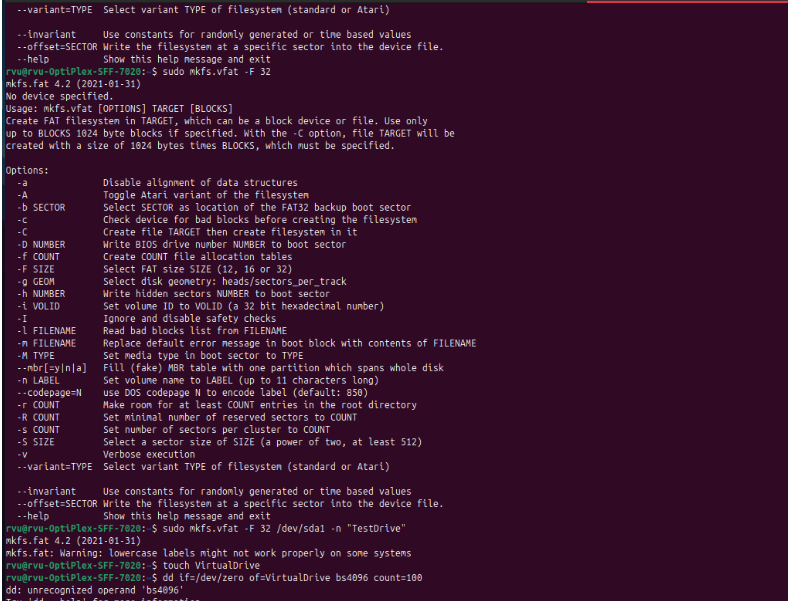 --variant=TYPE  Select variant TYPE of filesystem (standard or Atari)
--invariant     Use constants for randomly generated or time based values
--offset=SECTOR Write the filesystem at a specific sector into the device file.
--help          Show this help message and exit
rvu@rvu-OptiPlex-SFF-7020:~$ sudo mkfs.vfat -F 32
mkfs.fat 4.2 (2021-01-31)
No device specified.
Usage: mkfs.vfat [OPTIONS] TARGET [BLOCKS]
Create FAT filesystem in TARGET, which can be a block device or file. Use only
up to BLOCKS 1024 byte blocks if specified. With the -C option, file TARGET will be
created with a size of 1024 bytes times BLOCKS, which must be specified.
Options:
-a              Disable alignment of data structures
-A              Toggle Atari variant of the filesystem
-b SECTOR       Select SECTOR as location of the FAT32 backup boot sector
-c              Check device for bad blocks before creating the filesystem
-C              Create file TARGET then create filesystem in it
-D NUMBER       Write BIOS drive number NUMBER to boot sector
-f COUNT        Create COUNT file allocation tables
-F SIZE         Select FAT size SIZE (12, 16 or 32)
-g GEOM         Select disk geometry: heads/sectors_per_track
-h NUMBER       Write hidden sectors NUMBER to boot sector
-i VOLID        Set volume ID to VOLID (a 32 bit hexadecimal number)
-I              Ignore and disable safety checks
-l FILENAME     Read bad blocks list from FILENAME
-m FILENAME     Replace default error message in boot block with contents of FILENAME
-M TYPE         Set media type in boot sector to TYPE
--mbr[=y|n|a]   Fill (fake) MBR table with one partition which spans whole disk
-n LABEL        Set volume name to LABEL (up to 11 characters long)
--codepage=N    use DOS codepage N to encode label (default: 850)
-r COUNT        Make room for at least COUNT entries in the root directory
-R COUNT        Set minimal number of reserved sectors to COUNT
-s COUNT        Set number of sectors per cluster to COUNT
-S SIZE         Select a sector size of SIZE (a power of two, at least 512)
-v              Verbose execution
--variant=TYPE  Select variant TYPE of filesystem (standard or Atari)
--invariant     Use constants for randomly generated or time based values
--offset=SECTOR Write the filesystem at a specific sector into the device file.
--help          Show this help message and exit
rvu@rvu-OptiPlex-SFF-7020:~$ sudo mkfs.vfat -F 32 /dev/sda1 -n "TestDrive"
mkfs.fat 4.2 (2021-01-31)
mkfs.fat: Warning: lowercase labels might not work properly on some systems
rvu@rvu-OptiPlex-SFF-7020:~$ touch VirtualDrive
rvu@rvu-OptiPlex-SFF-7020:~$ dd if=/dev/zero of=VirtualDrive bs4096 count=100
dd: unrecognized operand 'bs4096'
Try 'dd --help' for more information.